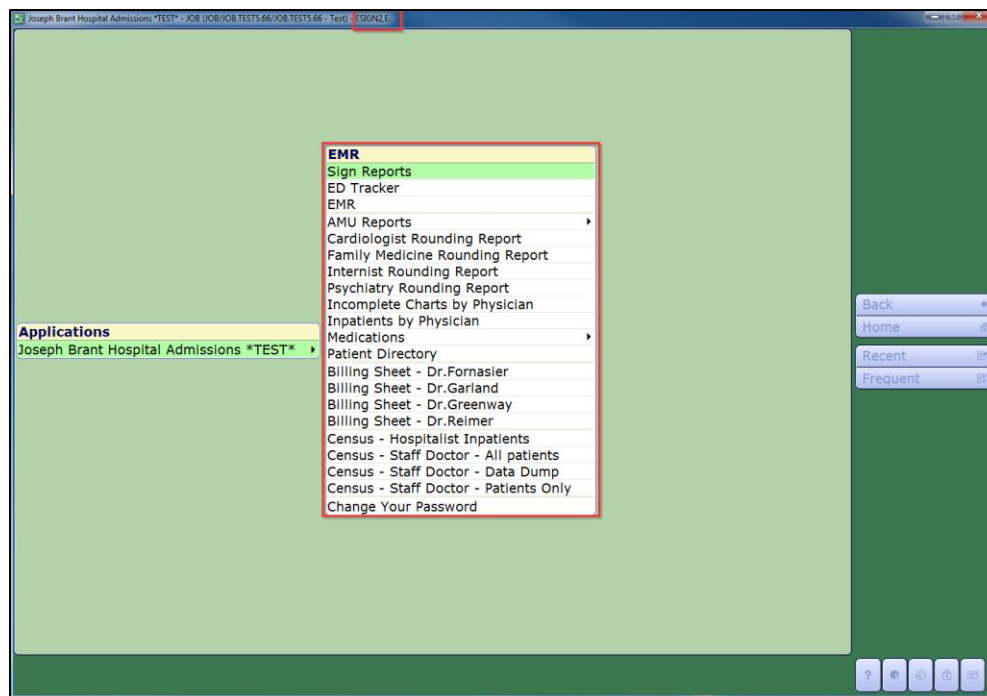 Joseph Brant Hospital Admissions *TEST* - JOB (JOB/JOB.TEST5.66/JOB.TEST5.66 - Test) - ESIGN2,E.
EMR
Sign Reports
ED Tracker
EMR
AMU Reports
Cardiologist Rounding Report
Family Medicine Rounding Report
Internist Rounding Report
Psychiatry Rounding Report
Incomplete Charts by Physician
Inpatients by Physician
Medications
Patient Directory
Billing Sheet - Dr.Fornasier
Billing Sheet - Dr.Garland
Billing Sheet - Dr.Greenway
Billing Sheet - Dr.Reimer
Census - Hospitalist Inpatients
Census - Staff Doctor - All patients
Census - Staff Doctor - Data Dump
Census - Staff Doctor - Patients Only
Change Your Password
Applications
Joseph Brant Hospital Admissions *TEST*
Back
Home
Recent
Frequent
?